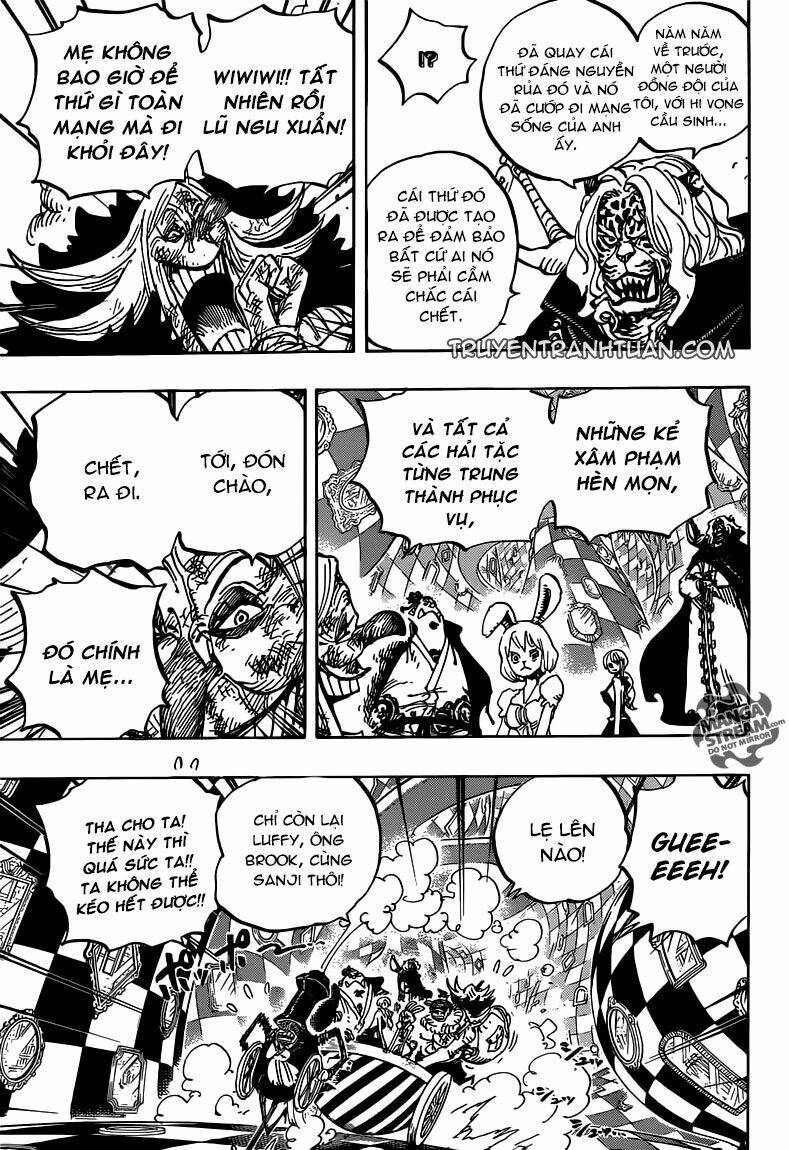 NĂM NĂM
VỀ TRƯỚC,
MỘT NGƯỜI
ĐỒNG ĐỘI CỦA
TÔI, VỚI HI VỌNG
CẦU SINH...
ĐÃ QUAY CÁI
THỨ ĐÁNG NGUYỀN
RỦA ĐÓ VÀ NÓ
ĐÃ CƯỚP ĐI MẠNG
SỐNG CỦA ANH
ẤY.
!?
CÁI THỨ ĐÓ
ĐÃ ĐƯỢC TẠO
RA ĐỂ ĐẢM BẢO
BẤT CỨ AI NÓ
SẼ PHẢI CẦM
CHẮC CÁI
CHẾT.
TRUYENTRANHTUAN.COM
WIWIWI!! TẤT
NHIÊN RỒI
LŨ NGU XUẨN!
MẸ KHÔNG
BAO GIỜ ĐỂ
THỨ GÌ TOÀN
MẠNG MÀ ĐI
KHỎI ĐÂY!
NHỮNG KẺ
XÂM PHẠM
HÈN MỌN,
VÀ TẤT CẢ
CÁC HẢI TẶC
TỪNG TRUNG
THÀNH PHỤC
VỤ,
MANGA
STREAM.com
DO NOT MIRROR
TỚI, ĐÓN
CHÀO,
CHẾT,
RA ĐI.
ĐÓ CHÍNH
LÀ MẸ...
GUEE-
EEEH!
LẸ LÊN
NÀO!
CHỈ CÒN LẠI
LUFFY, ÔNG
BROOK, CÙNG
SANJI THÔI!
THA CHO TA!
THẾ NÀY THÌ
QUÁ SỨC TA!!
TA KHÔNG THỂ
KÉO HẾT ĐƯỢC!!